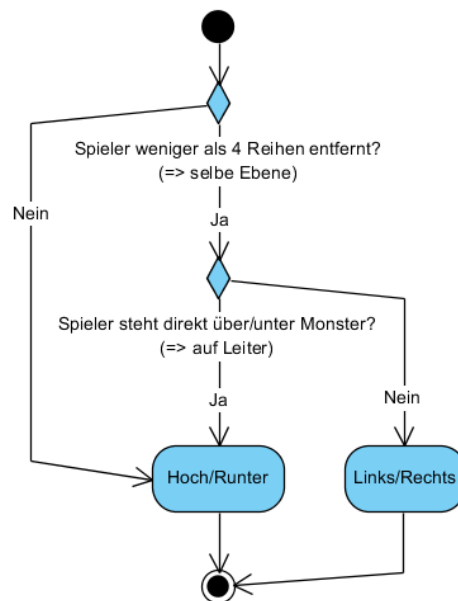 Spieler weniger als 4 Reihen entfernt?
(=> selbe Ebene)
Nein
Ja
Spieler steht direkt über/unter Monster?
(=> auf Leiter)
Ja
Nein
Hoch/Runter
Links/Rechts